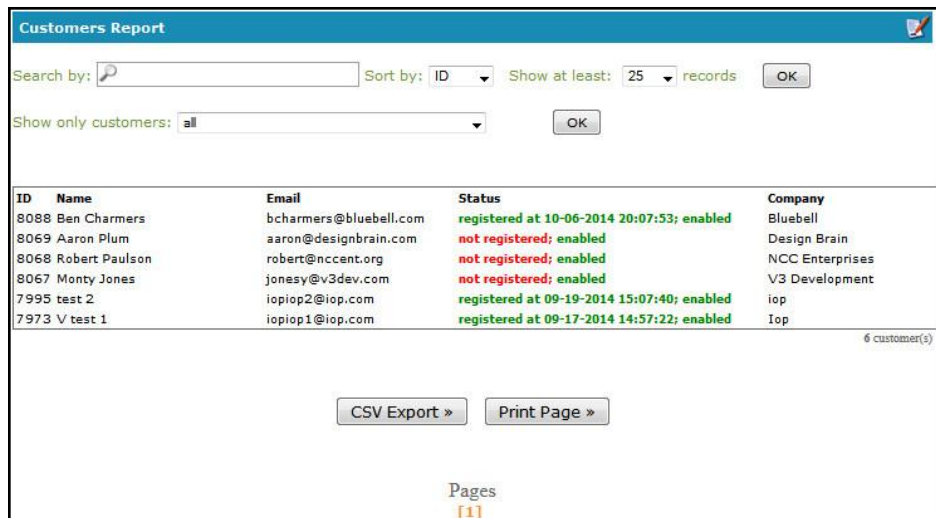 Customers Report
Search by: Sort by: ID Show at least: 25 records OK
Show only customers: all OK
ID Name Email Status Company
8088 Ben Charmers bcharmers@bluebell.com registered at 10-06-2014 20:07:53; enabled Bluebell
8069 Aaron Plum aaron@designbrain.com not registered; enabled Design Brain
8068 Robert Paulson robert@nccent.org not registered; enabled NCC Enterprises
8067 Monty Jones jonesy@v3dev.com not registered; enabled V3 Development
7995 test 2 iopiop2@iop.com registered at 09-19-2014 15:07:40; enabled iop
7973 V test 1 iopiop1@iop.com registered at 09-17-2014 14:57:22; enabled Iop
6 customer(s)
CSV Export » Print Page »
Pages
[1]